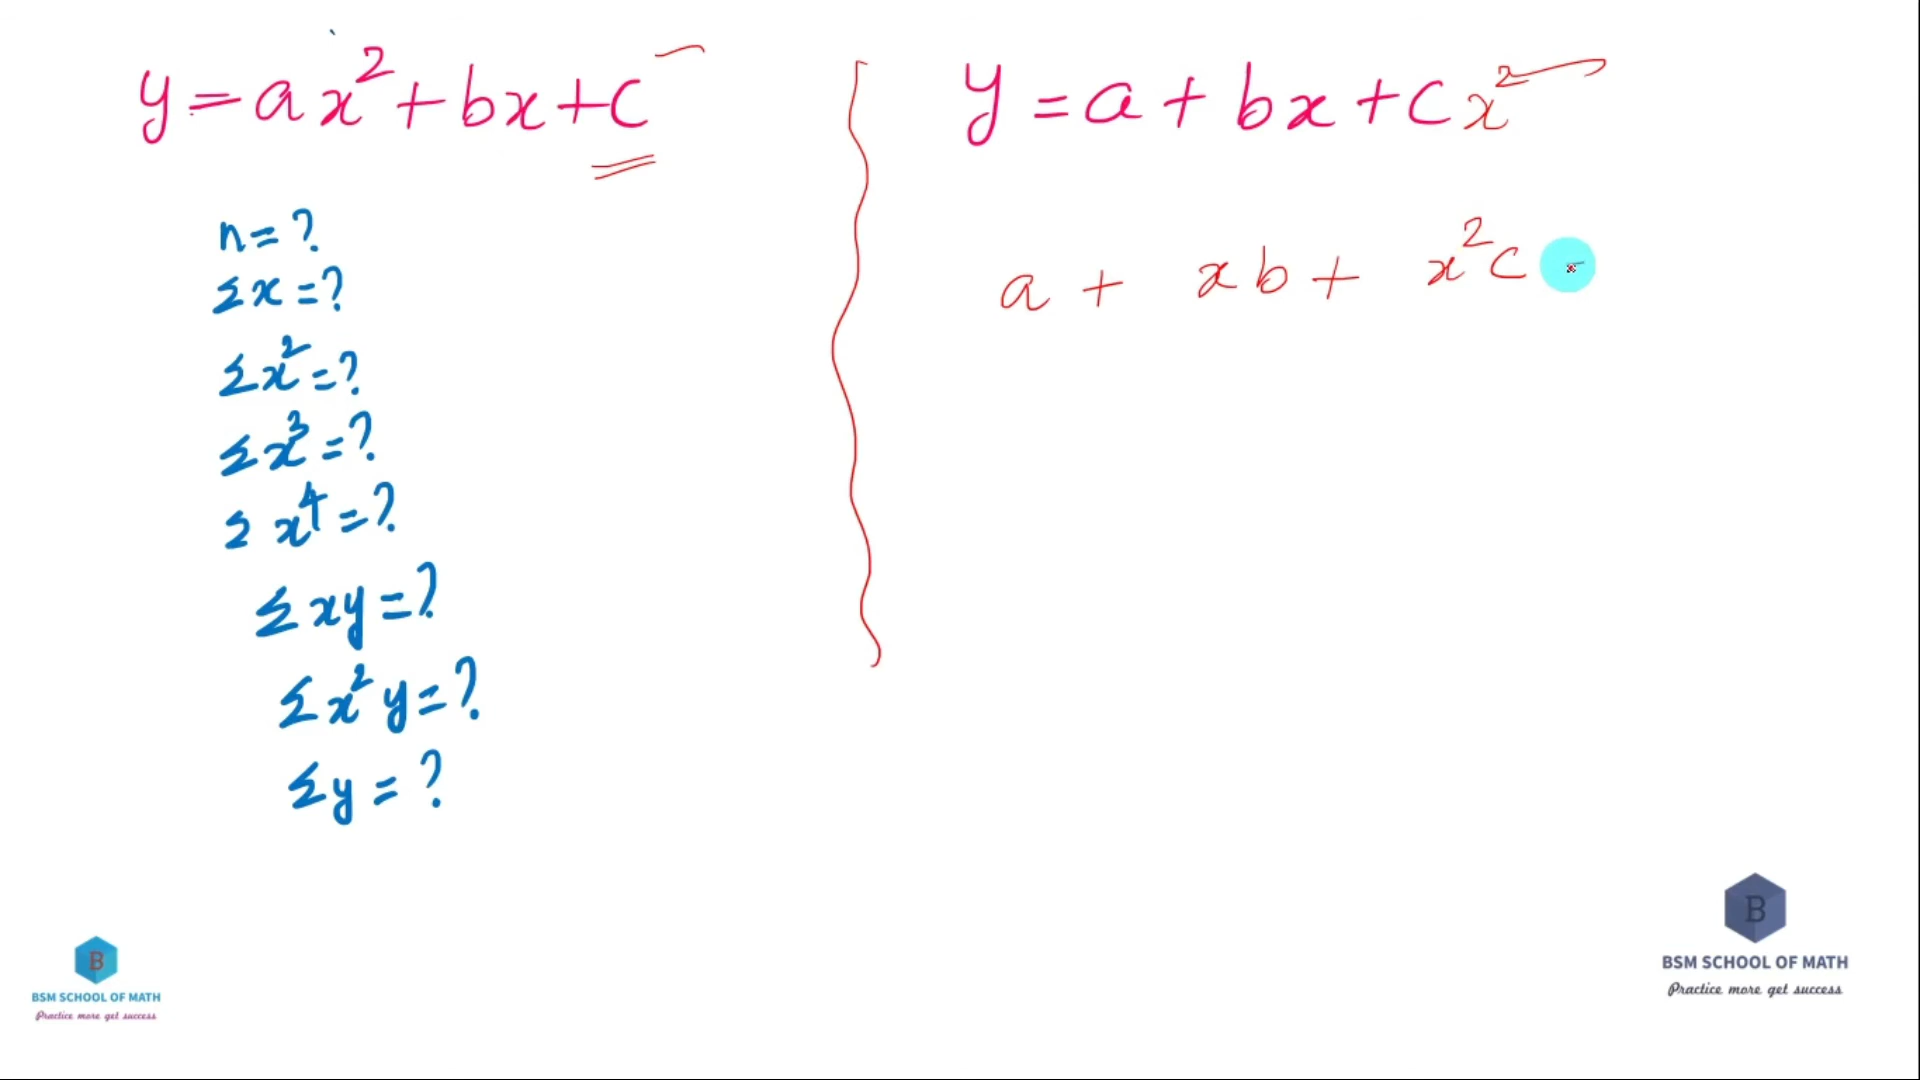 y = ax² + bx + c
n = ?
Σx = ?
Σx² = ?
Σx³ = ?
Σx⁴ = ?
Σxy = ?
Σx²y = ?
Σy = ?
y = a + bx + cx²
a + xb + x²c =
B
BSM SCHOOL OF MATH
Practice more get success
B
BSM SCHOOL OF MATH
Practice more get success